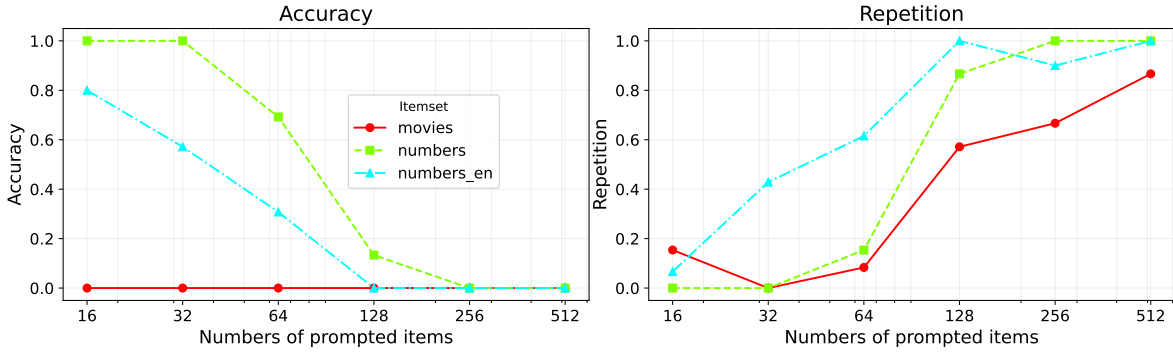 Accuracy
1.0
0.8
0.6
0.4
0.2
0.0
Accuracy
16 32 64 128 256 512
Numbers of prompted items
Itemset
movies
numbers
numbers_en
Repetition
1.0
0.8
0.6
0.4
0.2
0.0
Repetition
16 32 64 128 256 512
Numbers of prompted items